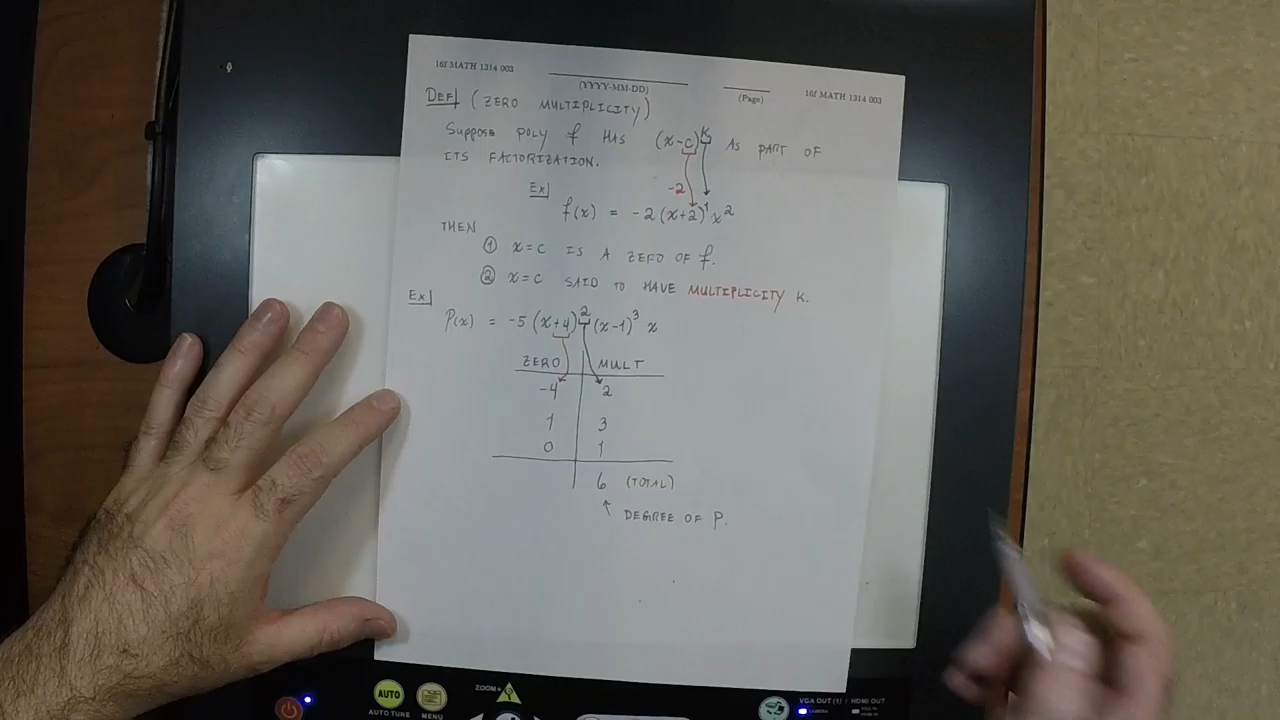 16f MATH 1314 003
(YYYY-MM-DD)
(Page)
16f MATH 1314 003
DEF (ZERO MULTIPLICITY)
SUPPOSE POLY f HAS (x-c)^k AS PART OF
ITS FACTORIZATION.
-2
EX f(x) = -2(x+2)^1 x^2
THEN
① x=c IS A ZERO OF f.
② x=c SAID TO HAVE MULTIPLICITY K.
EX
P(x) = -5(x+4)^2 (x-1)^3 x
ZERO MULT
-4 2
1 3
0 1
6 (TOTAL)
↑ DEGREE OF P.
ZOOM+
AUTO
AUTO TUNE
MENU
VGA OUT (1) / HDMI OUT